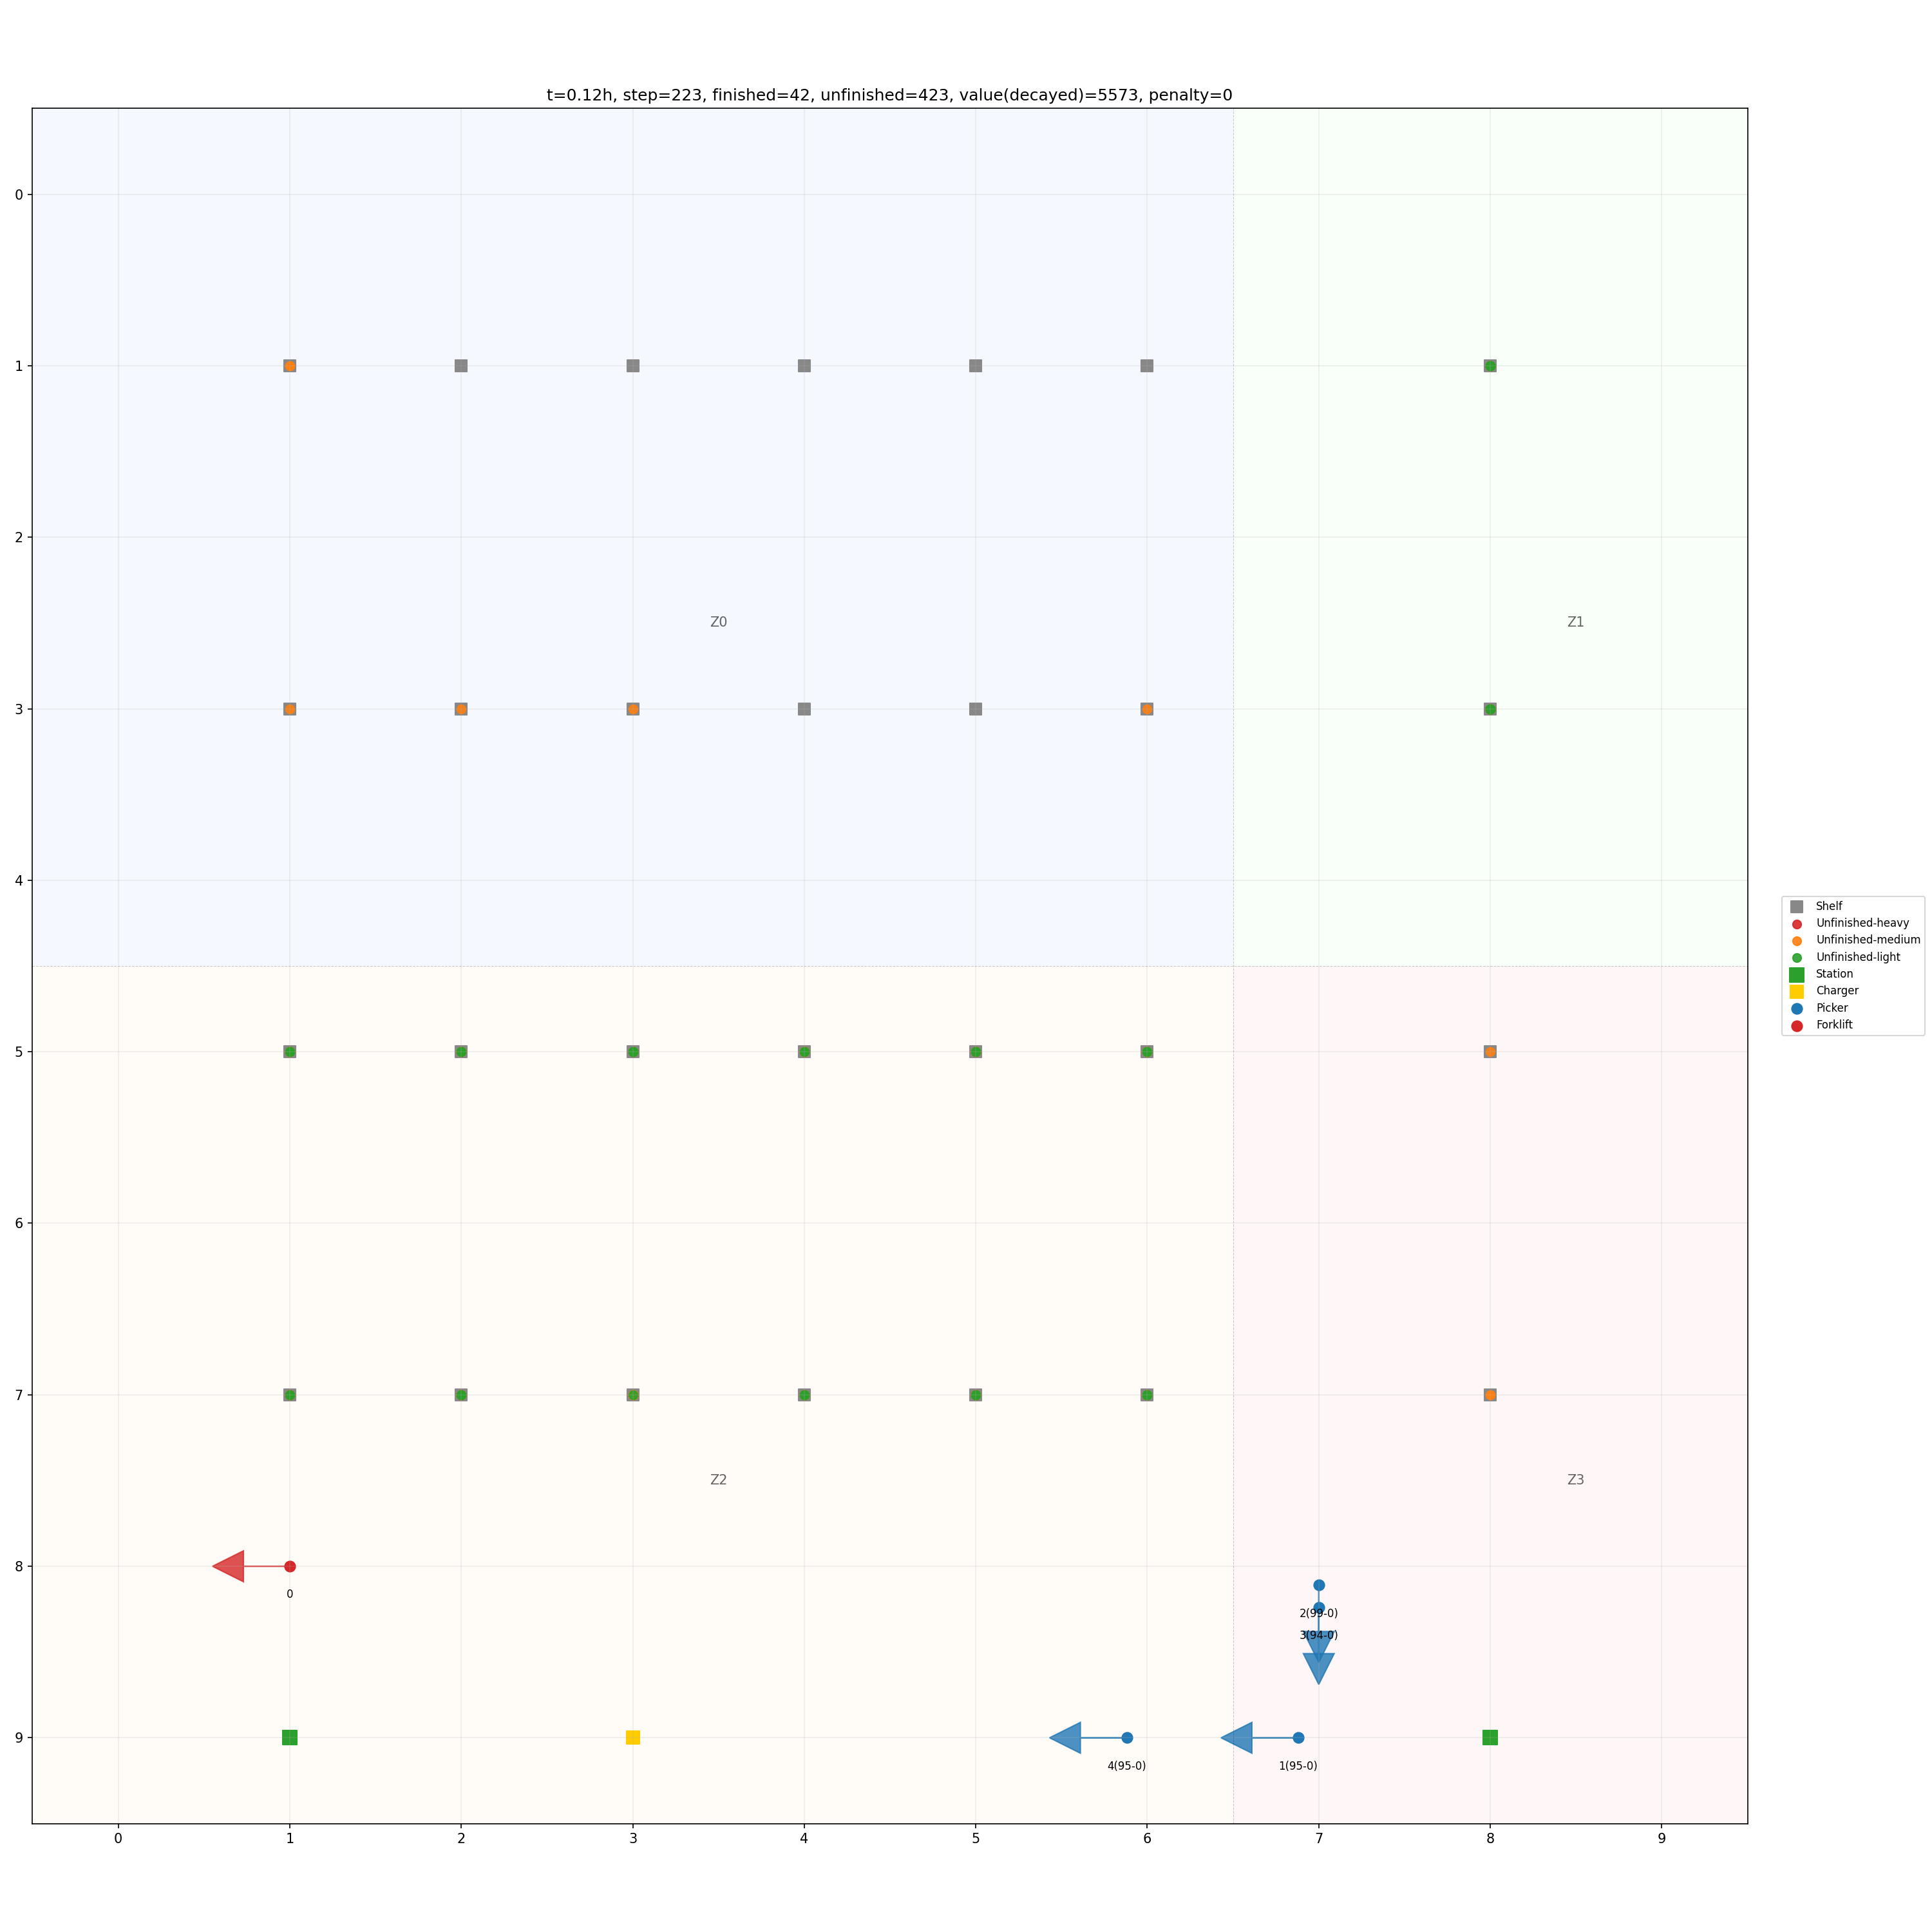 t=0.12h, step=223, finished=42, unfinished=423, value(decayed)=5573, penalty=0
0
1
2
Z0
Z1
3
4
Shelf
Unfinished-heavy
Unfinished-medium
Unfinished-light
Station
Charger
Picker
Forklift
5
6
7
Z2
Z3
8
0
2(99-0)
3(94-0)
9
4(95-0)
1(95-0)
0
1
2
3
4
5
6
7
8
9